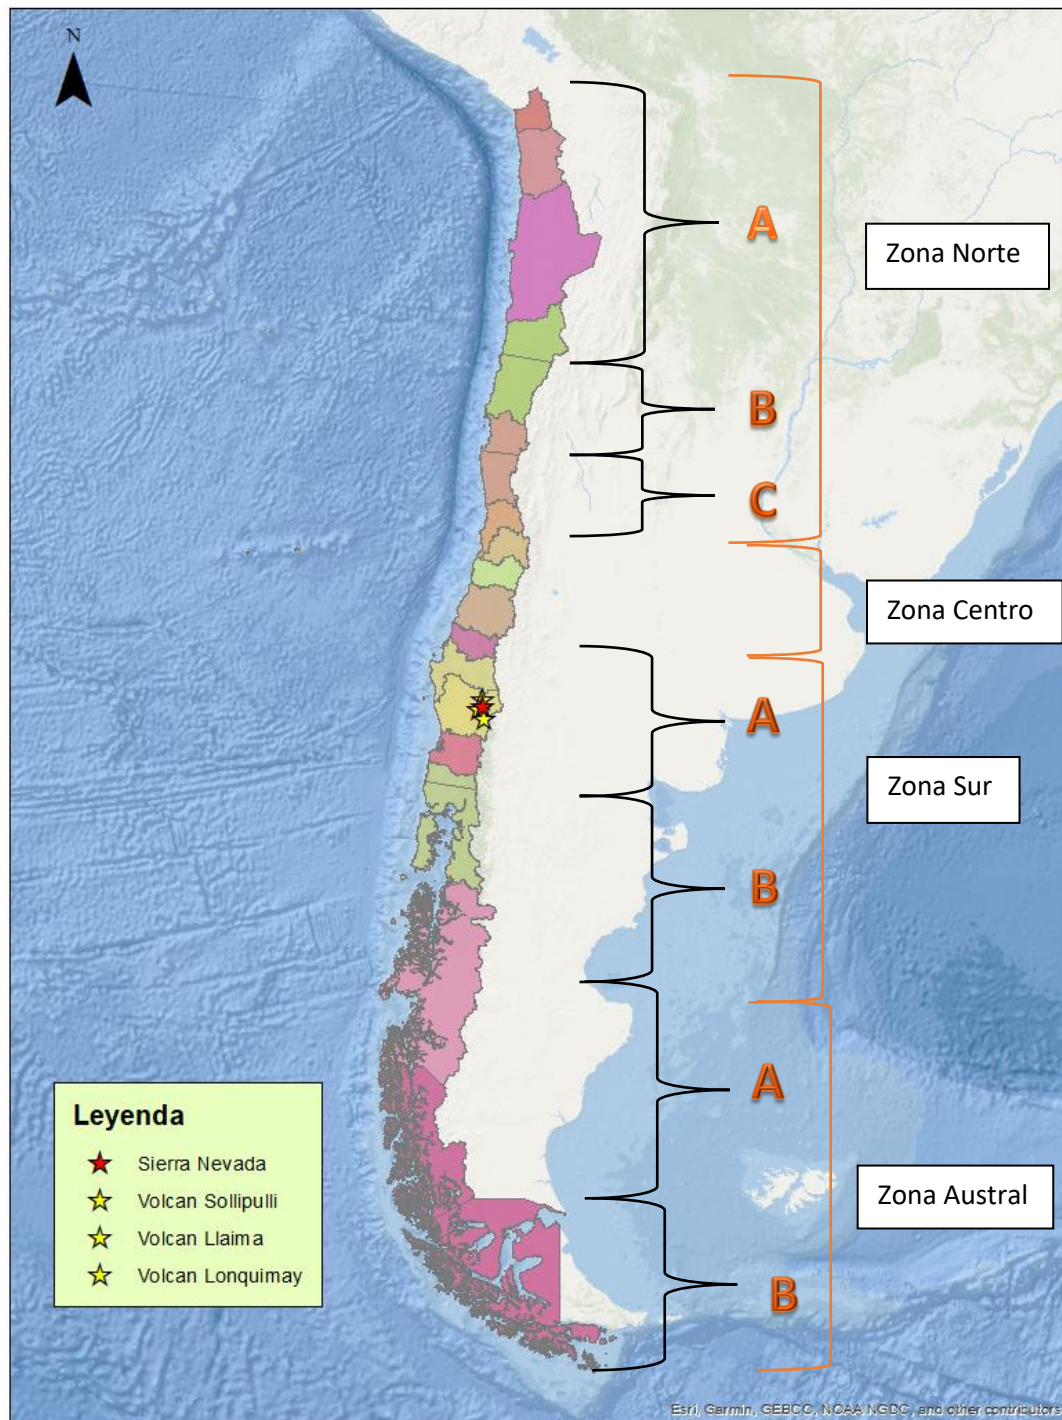 N
A
Zona Norte
B
C
Zona Centro
A
Zona Sur
B
A
Leyenda
Sierra Nevada
Volcan Sollipulli
Volcan Llaima
Volcan Lonquimay
Zona Austral
B
Esri, Garmin, GEBCO, NOAA NGDC, and other contributors